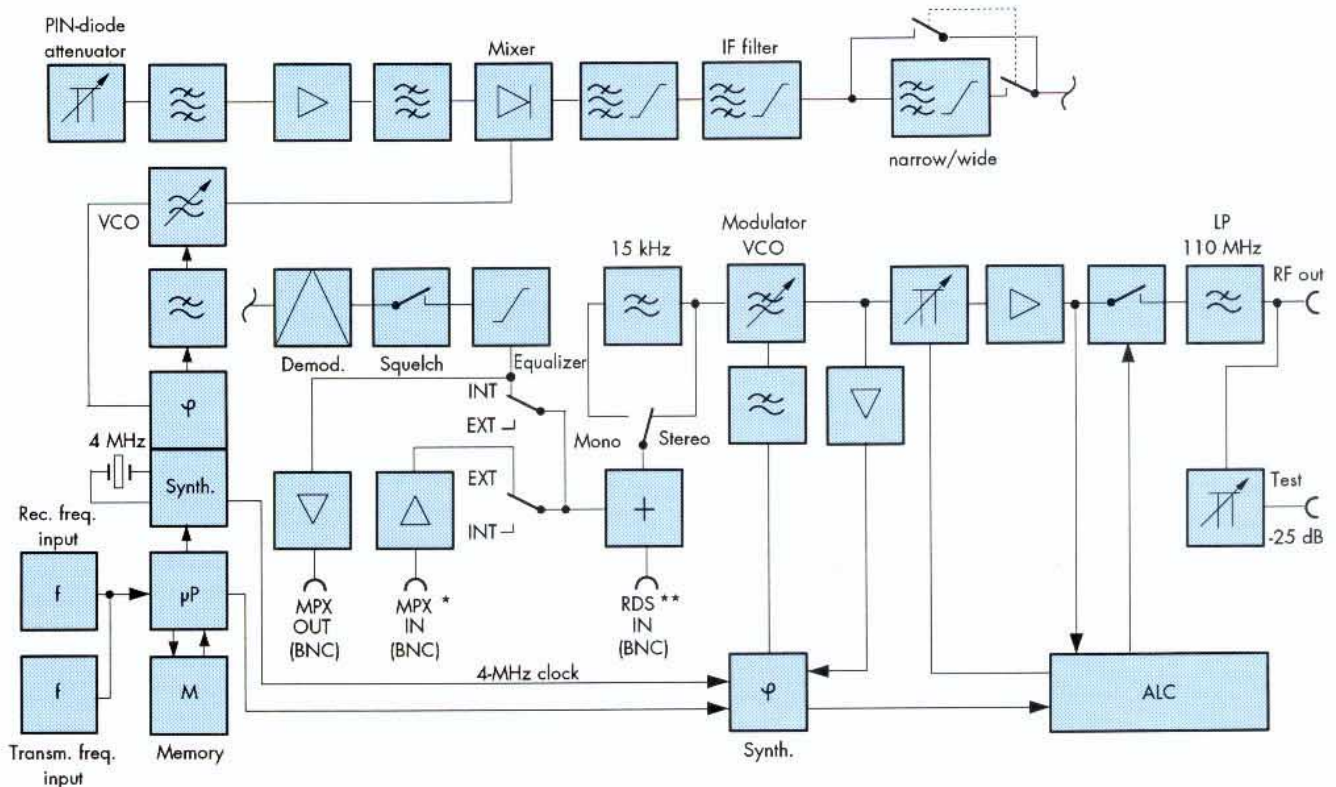 PIN-diode
attenuator
Mixer
IF filter
narrow/wide
VCO
Modulator
VCO
15 kHz
LP
110 MHz
RF out
Demod.
Squelch
Equalizer
INT
EXT
Mono
Stereo
φ
4 MHz
Synth.
EXT
INT
+
Test
-25 dB
Rec. freq.
input
f
µP
MPX
OUT
(BNC)
MPX *
IN
(BNC)
RDS **
IN
(BNC)
f
M
4-MHz clock
φ
ALC
Transm. freq.
input
Memory
Synth.